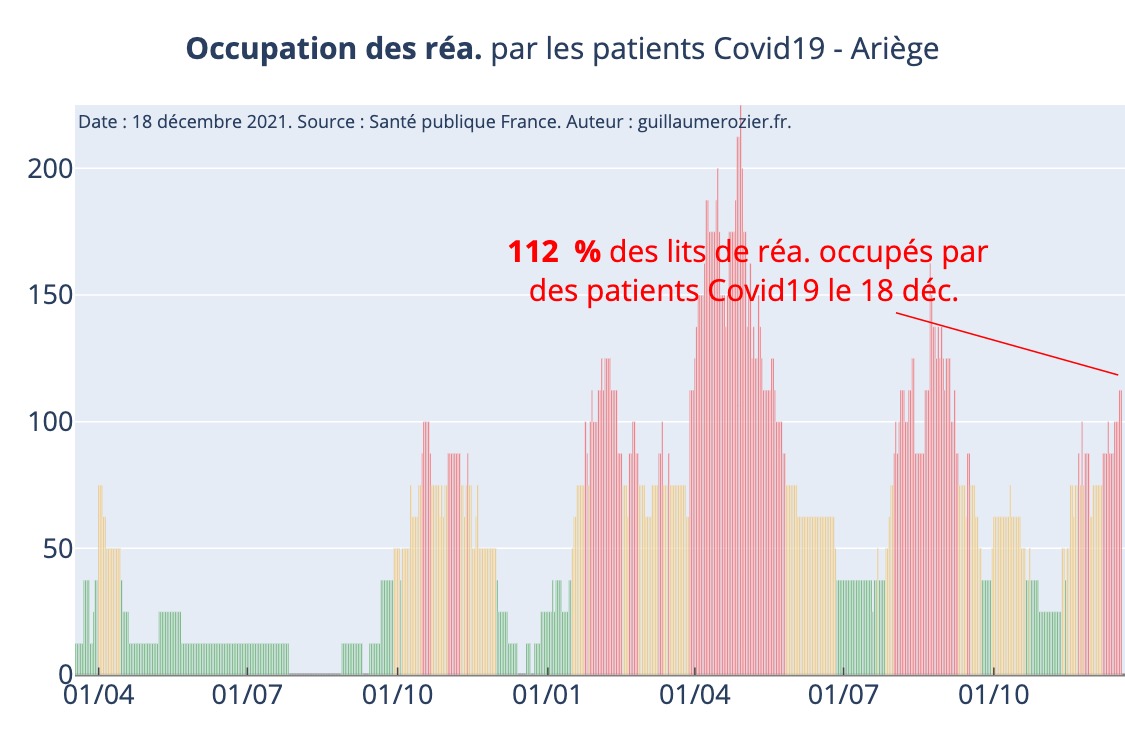 Occupation des réa. par les patients Covid19 - Ariège
Date : 18 décembre 2021. Source : Santé publique France. Auteur : guillaumerozier.fr.
200
112 % des lits de réa. occupés par
des patients Covid19 le 18 déc.
150
100
50
0
01/04 01/07 01/10 01/01 01/04 01/07 01/10